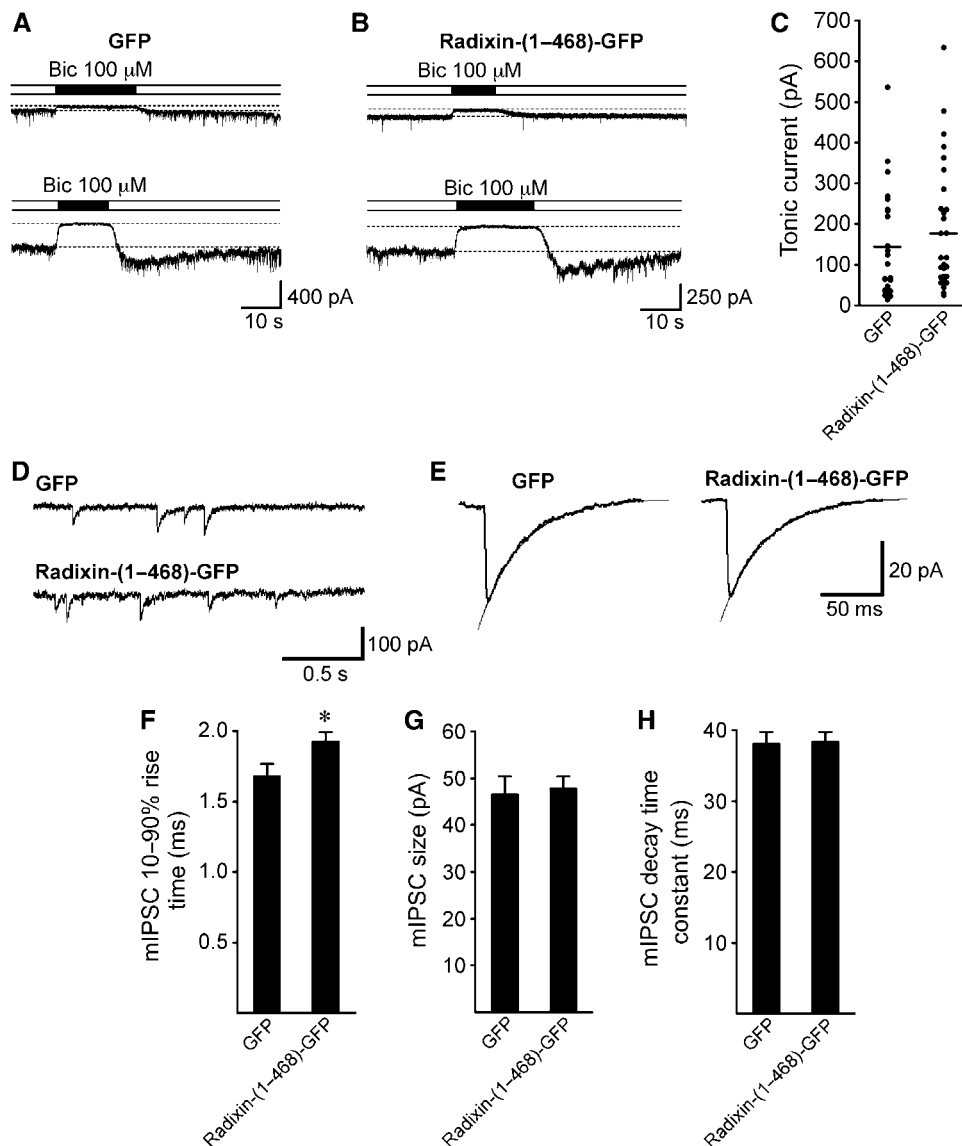 A
GFP
Bic 100 µM
Bic 100 µM
400 pA
10 s
B
Radixin-(1–468)-GFP
Bic 100 µM
Bic 100 µM
250 pA
10 s
C
Tonic current (pA)
700
600
500
400
300
200
100
0
GFP
Radixin-(1–468)-GFP
D
GFP
Radixin-(1–468)-GFP
100 pA
0.5 s
E
GFP
Radixin-(1–468)-GFP
20 pA
50 ms
F
mIPSC 10–90% rise
time (ms)
2.0
1.5
1.0
0.5
*
GFP
Radixin-(1–468)-GFP
G
mIPSC size (pA)
60
50
40
30
20
10
GFP
Radixin-(1–468)-GFP
H
mIPSC decay time
constant (ms)
40
30
20
10
GFP
Radixin-(1–468)-GFP